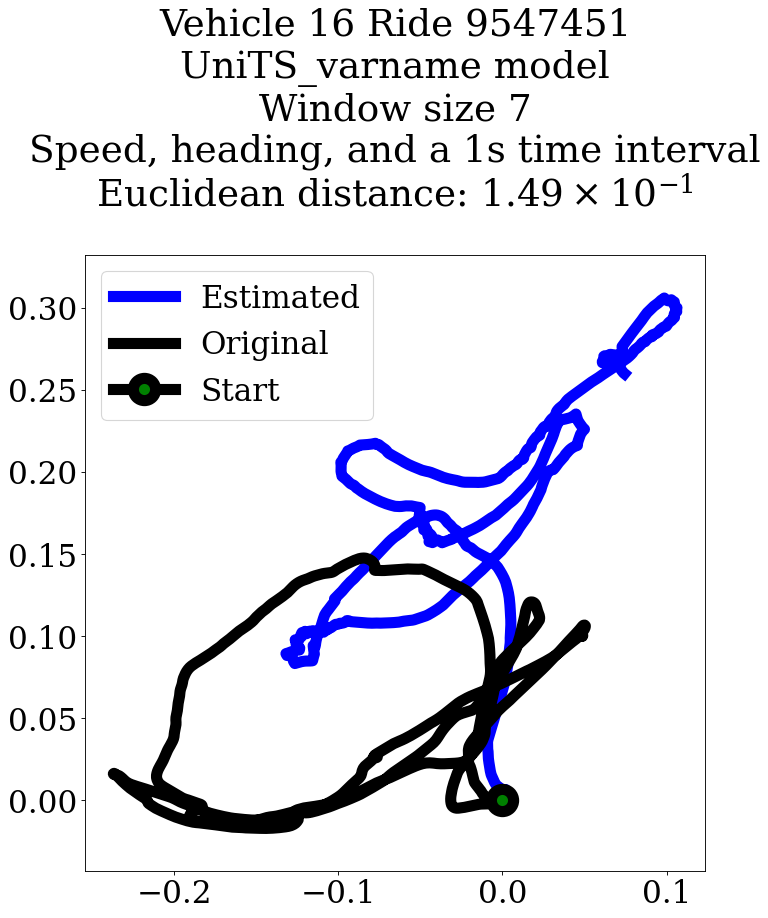 Vehicle 16 Ride 9547451
UniTS_varname model
Window size 7
Speed, heading, and a 1s time interval
Euclidean distance: 1.49 × 10⁻¹
Estimated
Original
Start
0.30
0.25
0.20
0.15
0.10
0.05
0.00
−0.2 −0.1 0.0 0.1